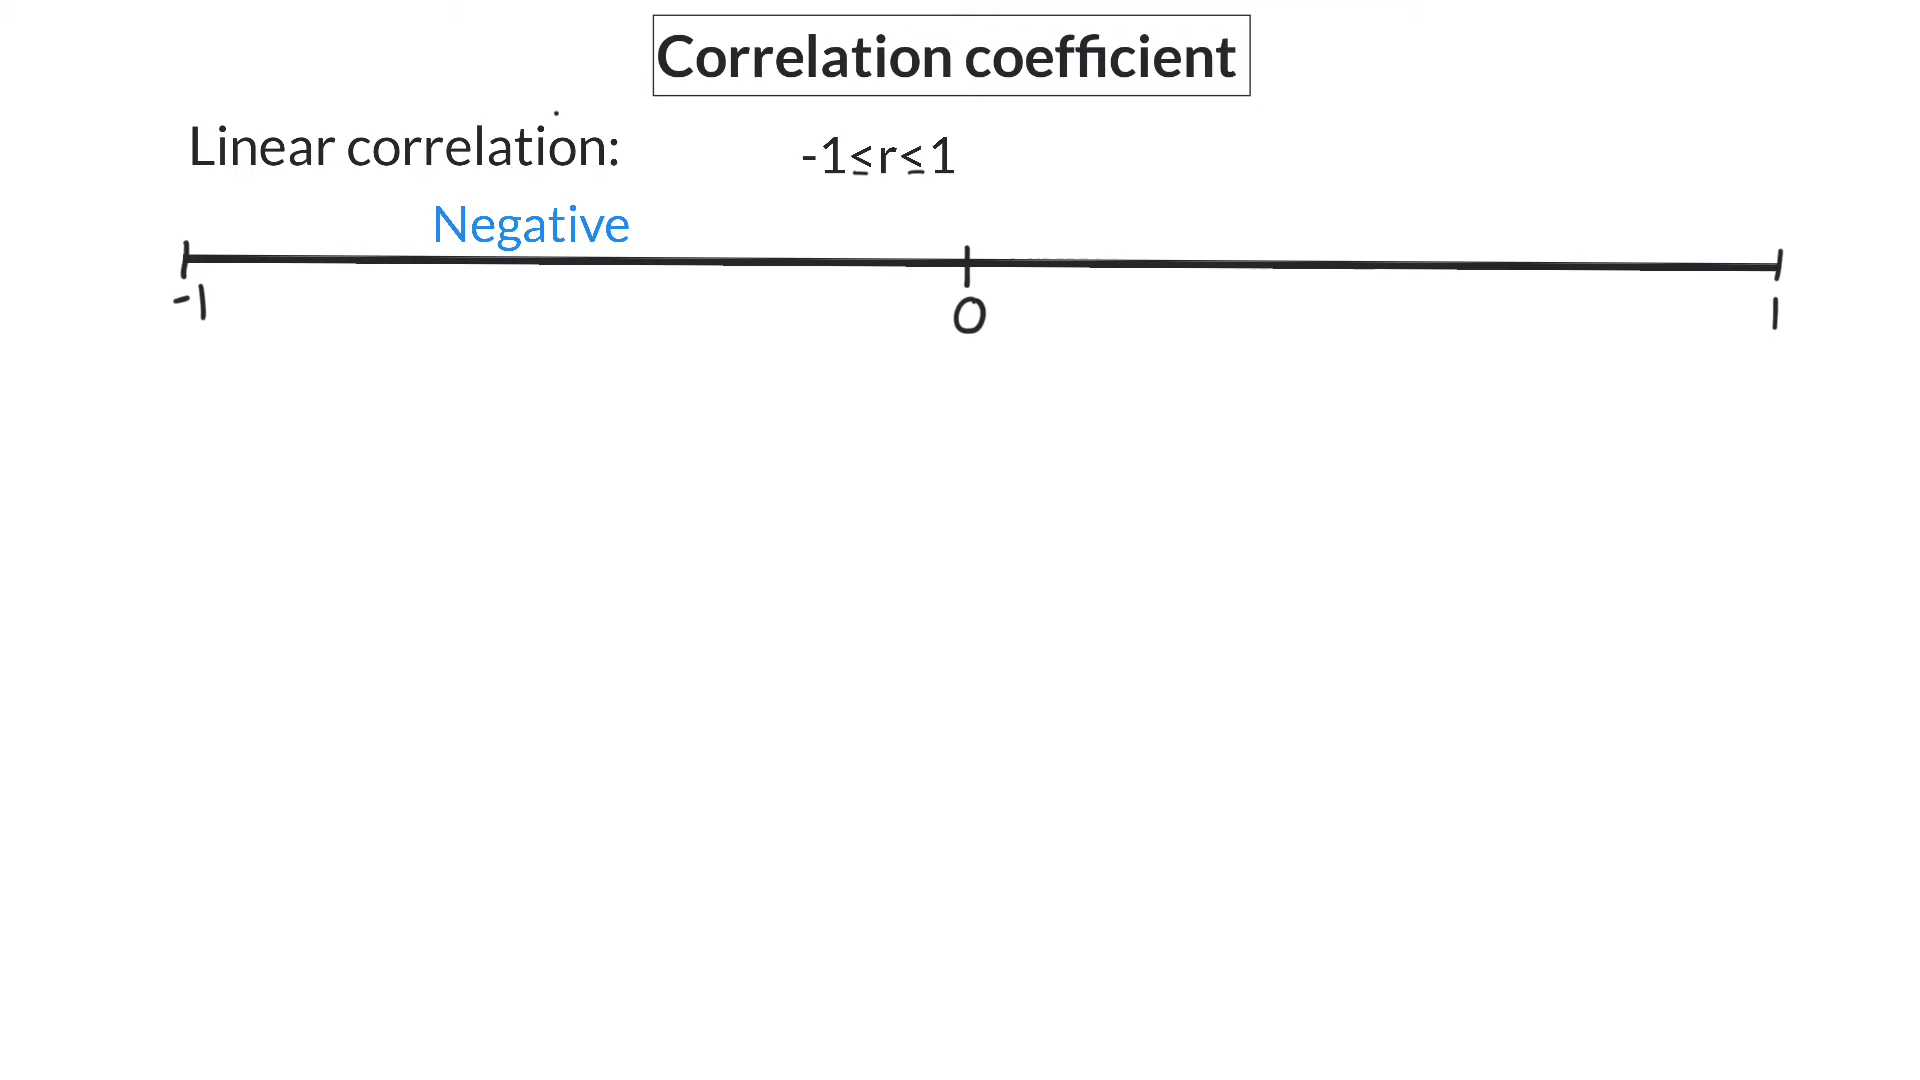 Correlation coefficient
Linear correlation: -1≤r≤1
Negative
-1 0 1